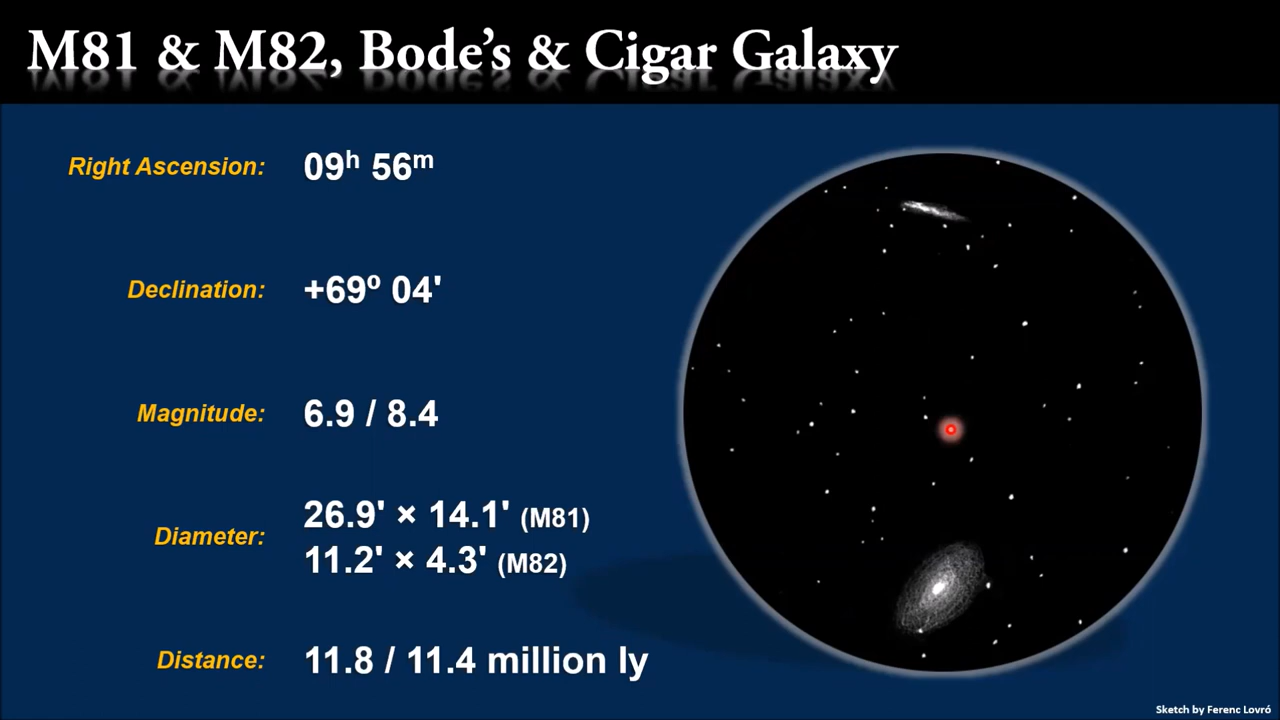 M81 & M82, Bode’s & Cigar Galaxy
Right Ascension: 09ʰ 56ᵐ
Declination: +69º 04'
Magnitude: 6.9 / 8.4
Diameter: 26.9' × 14.1' (M81)
11.2' × 4.3' (M82)
Distance: 11.8 / 11.4 million ly
Sketch by Ferenc Lovró